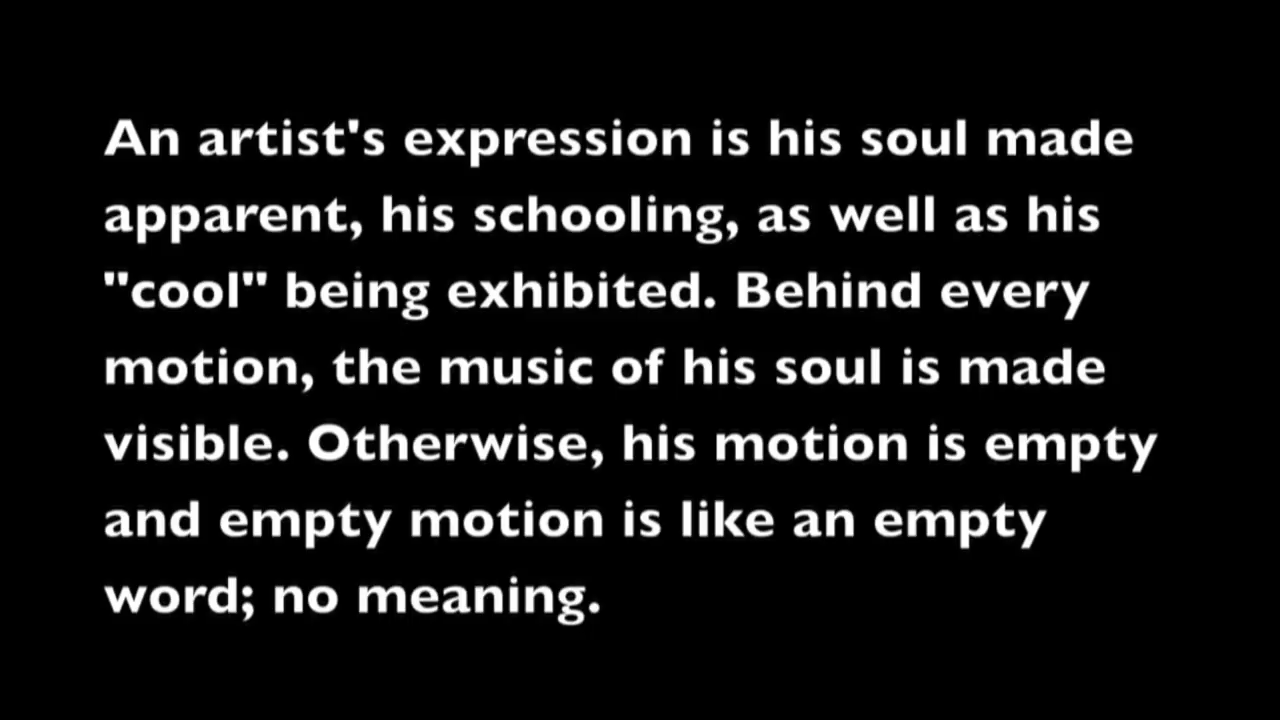 An artist's expression is his soul made
apparent, his schooling, as well as his
"cool" being exhibited. Behind every
motion, the music of his soul is made
visible. Otherwise, his motion is empty
and empty motion is like an empty
word; no meaning.